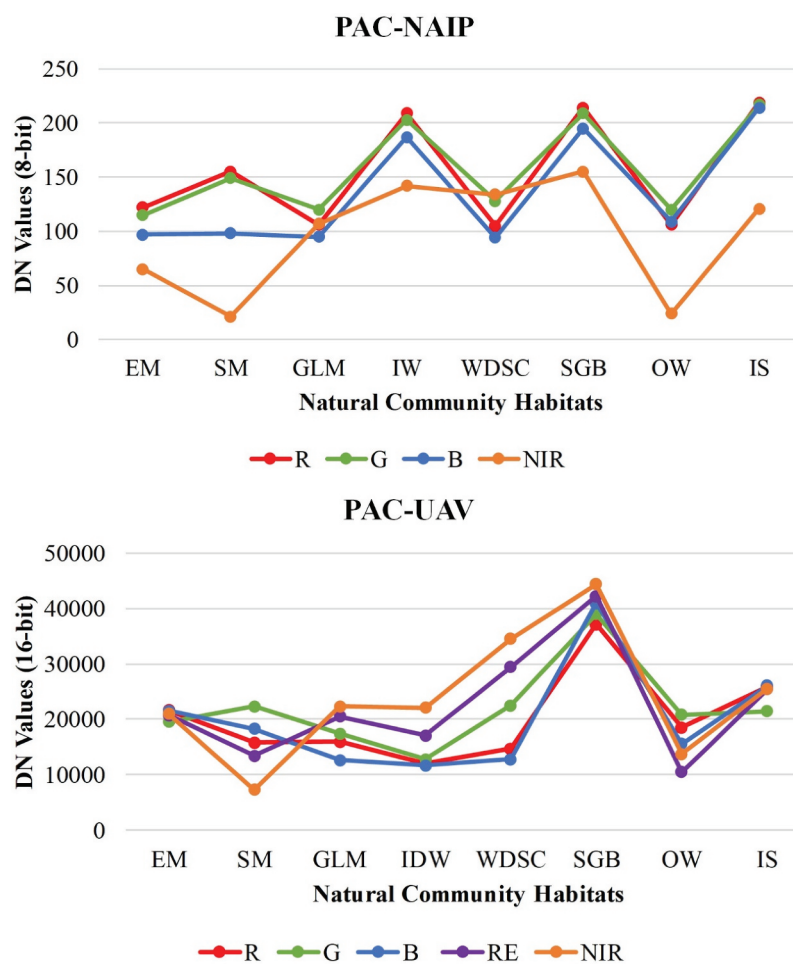 PAC-NAIP
250
200
150
100
50
0
DN Values (8-bit)
EM SM GLM IW WDSC SGB OW IS
Natural Community Habitats
R G B NIR
PAC-UAV
50000
40000
30000
20000
10000
0
DN Values (16-bit)
EM SM GLM IDW WDSC SGB OW IS
Natural Community Habitats
R G B RE NIR